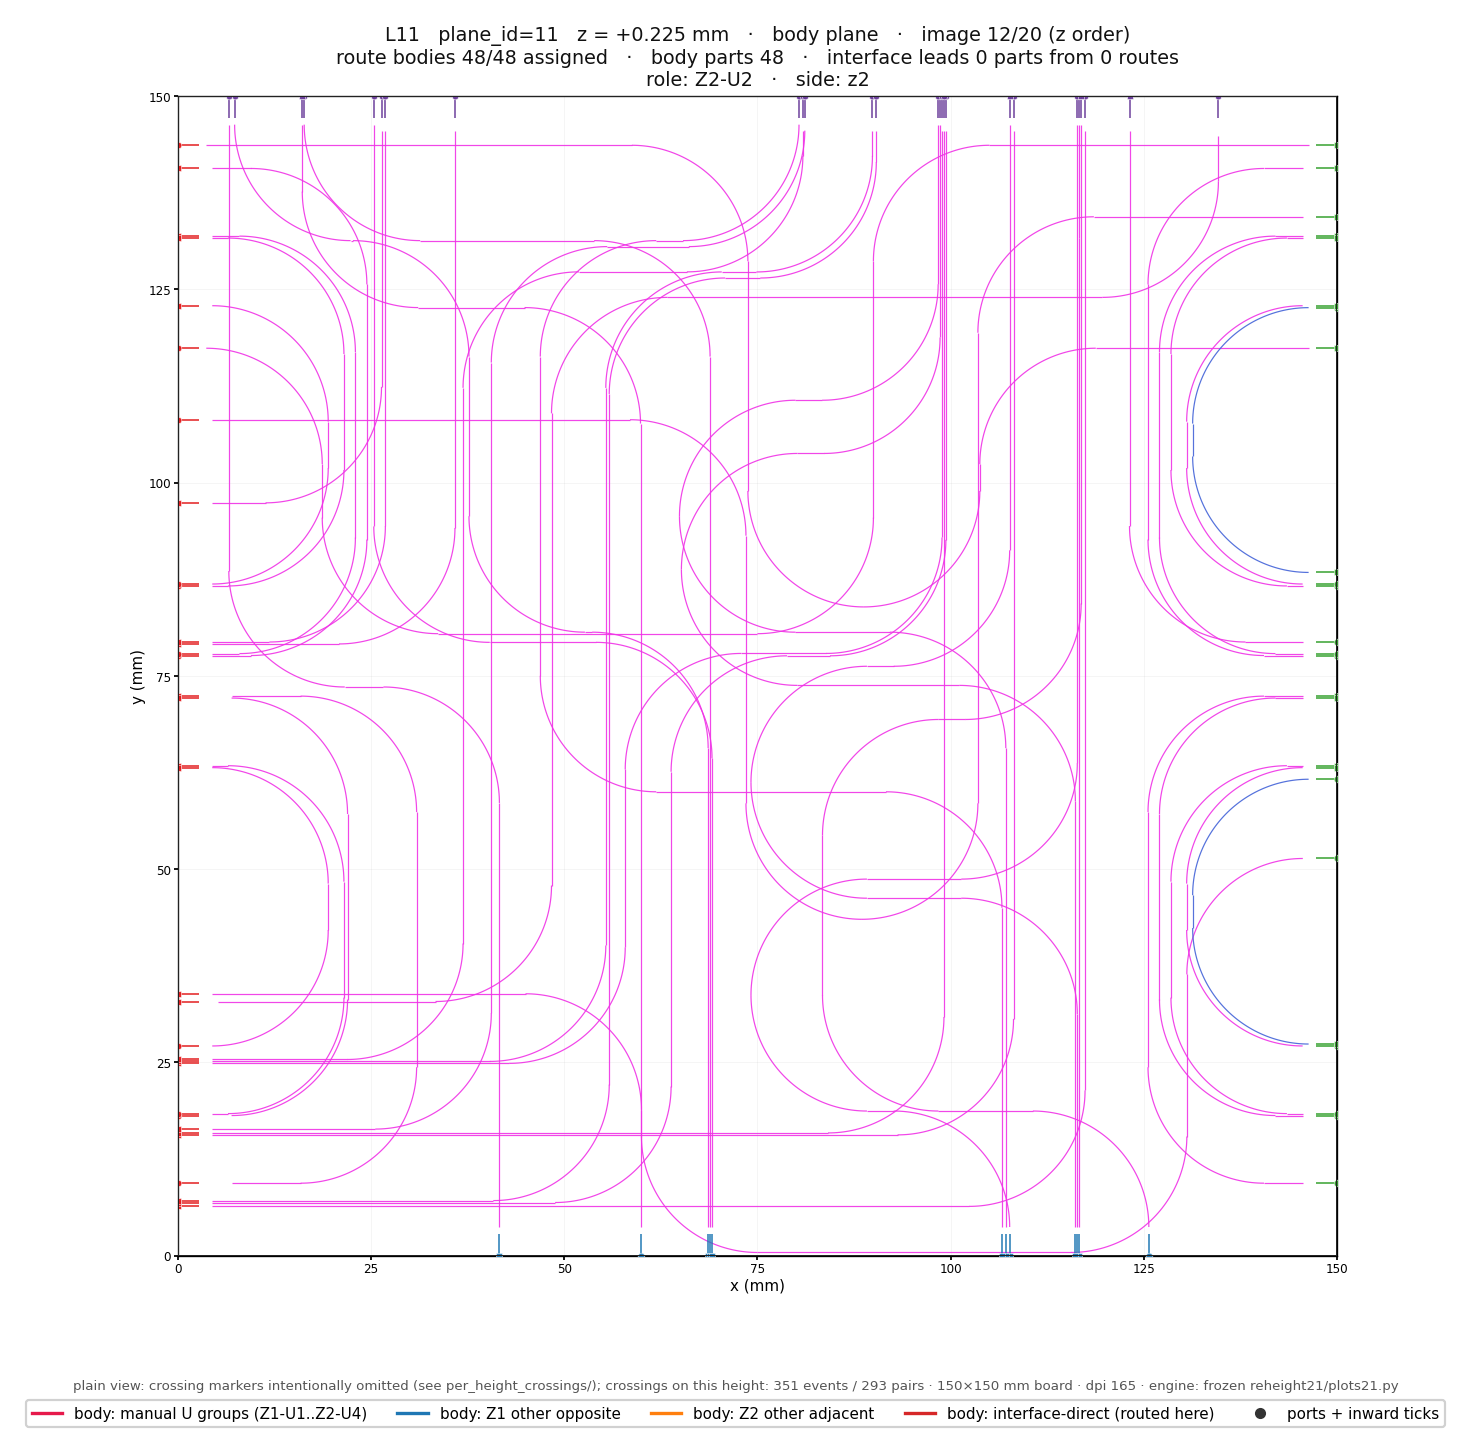 L11   plane_id=11   z = +0.225 mm   ·   body plane   ·   image 12/20 (z order)
route bodies 48/48 assigned   ·   body parts 48   ·   interface leads 0 parts from 0 routes
role: Z2-U2   ·   side: z2
150
125
100
75
50
25
0
y (mm)
0 25 50 75 100 125 150
x (mm)
plain view: crossing markers intentionally omitted (see per_height_crossings/); crossings on this height: 351 events / 293 pairs · 150×150 mm board · dpi 165 · engine: frozen reheight21/plots21.py
body: manual U groups (Z1-U1..Z2-U4) body: Z1 other opposite body: Z2 other adjacent body: interface-direct (routed here) ports + inward ticks